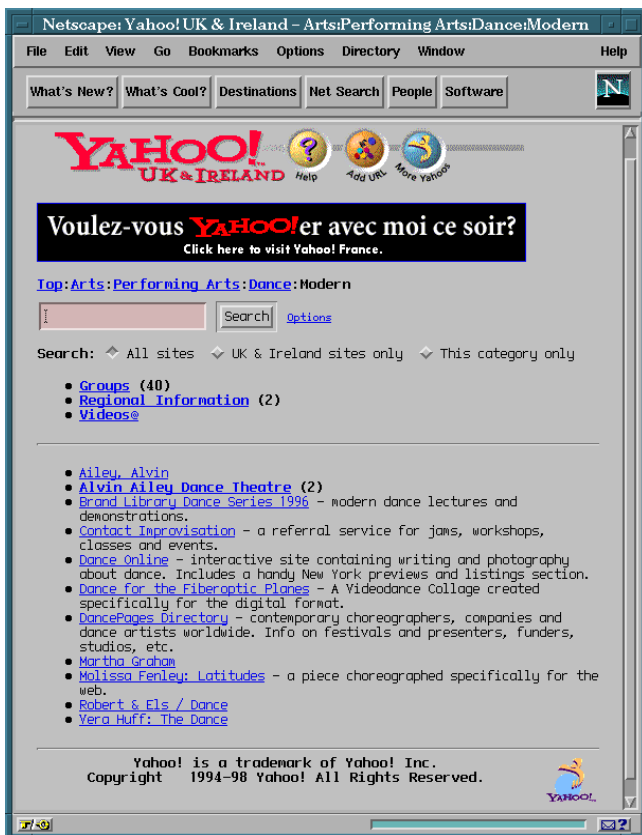 Netscape: Yahoo! UK & Ireland – Arts:Performing Arts:Dance:Modern
File Edit View Go Bookmarks Options Directory Window Help
What's New? What's Cool? Destinations Net Search People Software
N
YAHOO!
UK & IRELAND
Help Add URL More Yahoos
Voulez-vous YAHOO!er avec moi ce soir?
Click here to visit Yahoo! France.
Top:Arts:Performing Arts:Dance:Modern
Search Options
Search: All sites UK & Ireland sites only This category only
Groups (40)
Regional Information (2)
Videos@
Ailey, Alvin
Alvin Ailey Dance Theatre (2)
Brand Library Dance Series 1996 – modern dance lectures and
demonstrations.
Contact Improvisation – a referral service for jams, workshops,
classes and events.
Dance Online – interactive site containing writing and photography
about dance. Includes a handy New York previews and listings section.
Dance for the Fiberoptic Planes – A Videodance Collage created
specifically for the digital format.
DancePages Directory – contemporary choreographers, companies and
dance artists worldwide. Info on festivals and presenters, funders,
studios, etc.
Martha Graham
Molissa Fenley: Latitudes – a piece choreographed specifically for the
web.
Robert & Els / Dance
Vera Huff: The Dance
Yahoo! is a trademark of Yahoo! Inc.
Copyright 1994-98 Yahoo! All Rights Reserved.
YAHOO!
?